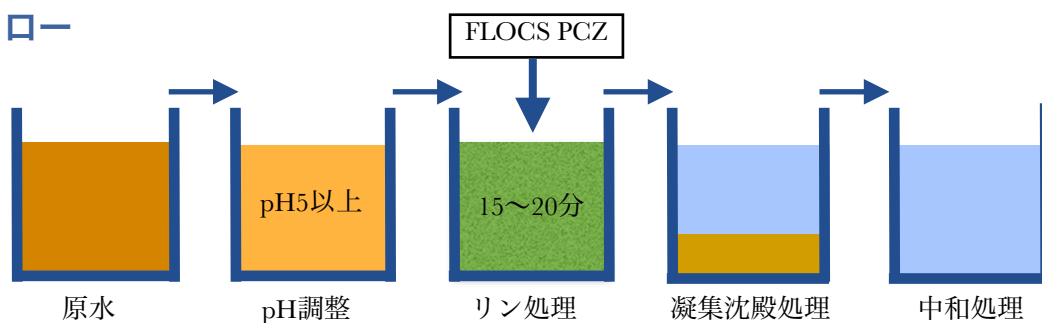 ロー
FLOCS PCZ
pH5以上
15〜20分
原水
pH調整
リン処理
凝集沈殿処理
中和処理